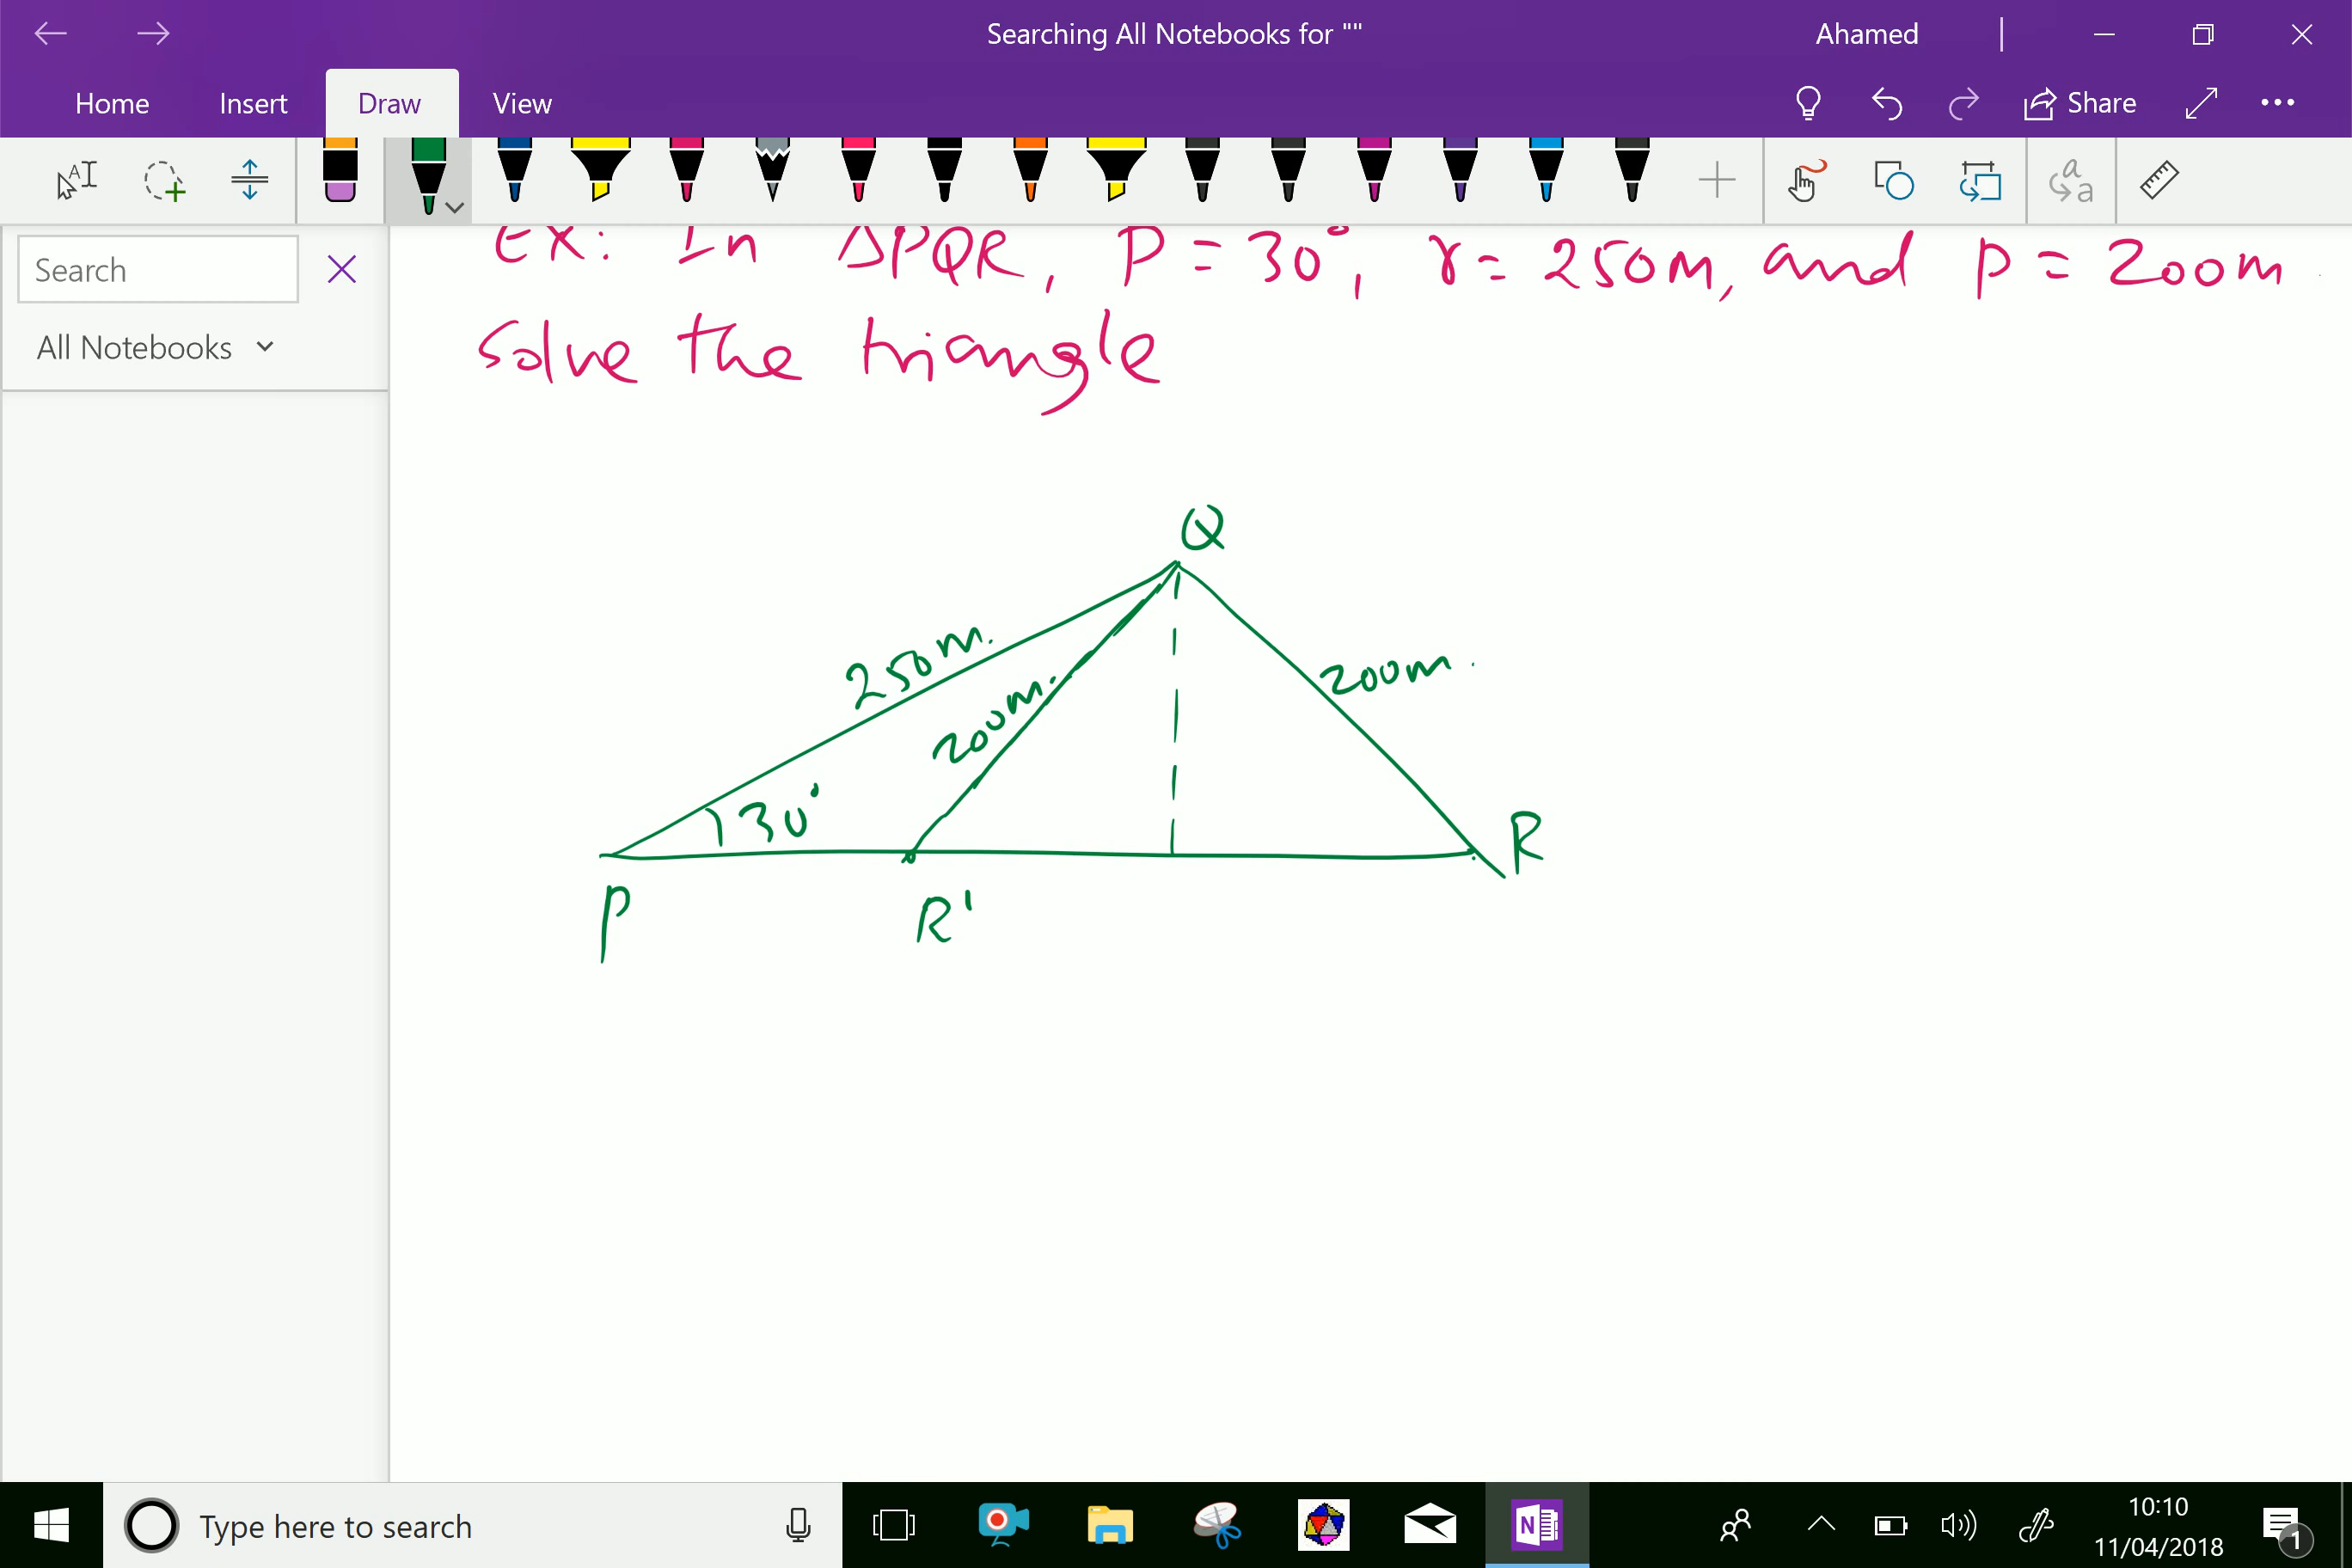 Searching All Notebooks for ""
Ahamed
Home Insert Draw View
Share
Search
All Notebooks
EX: In ΔPQR, P = 30°, r = 250m, and p = 200m
Solve the triangle
Q
250m.
200m.
200m.
30°
R
P
R'
Type here to search
N
10:10
11/04/2018
1